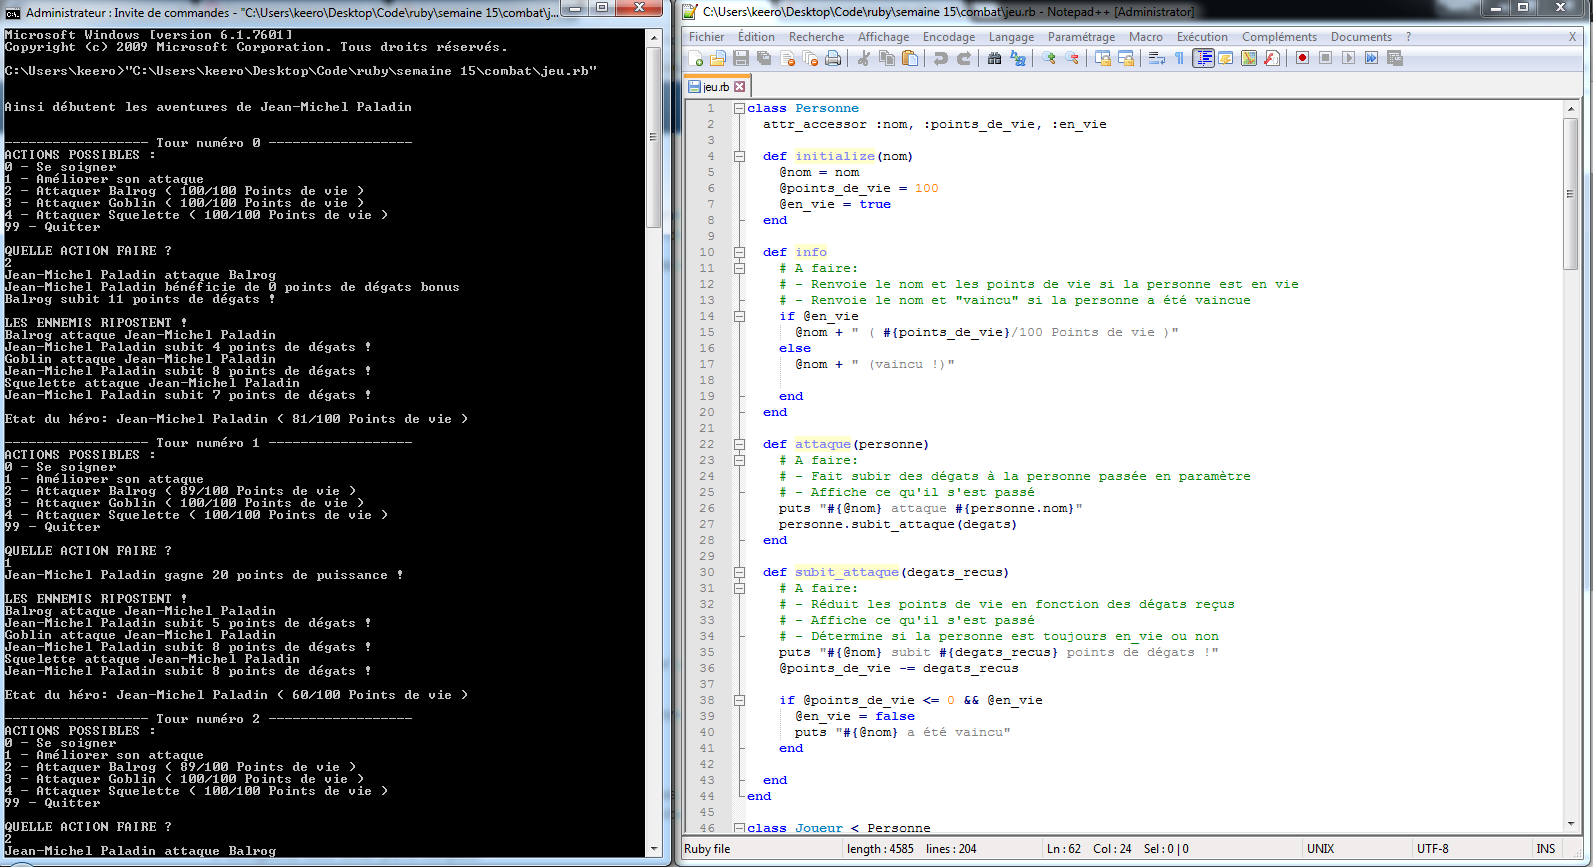 Administrateur : Invite de commandes - "C:\Users\keero\Desktop\Code\ruby\semaine 15\combat\j...
Microsoft Windows [version 6.1.7601]
Copyright (c) 2009 Microsoft Corporation. Tous droits réservés.
C:\Users\keero>"C:\Users\keero\Desktop\Code\ruby\semaine 15\combat\jeu.rb"
Ainsi débutent les aventures de Jean-Michel Paladin
------------------ Tour numéro 0 ------------------
ACTIONS POSSIBLES :
0 - Se soigner
1 - Améliorer son attaque
2 - Attaquer Balrog ( 100/100 Points de vie )
3 - Attaquer Goblin ( 100/100 Points de vie )
4 - Attaquer Squelette ( 100/100 Points de vie )
99 - Quitter
QUELLE ACTION FAIRE ?
2
Jean-Michel Paladin attaque Balrog
Jean-Michel Paladin bénéficie de 0 points de dégats bonus
Balrog subit 11 points de dégats !
LES ENNEMIS RIPOSTENT !
Balrog attaque Jean-Michel Paladin
Jean-Michel Paladin subit 4 points de dégats !
Goblin attaque Jean-Michel Paladin
Jean-Michel Paladin subit 8 points de dégats !
Squelette attaque Jean-Michel Paladin
Jean-Michel Paladin subit 7 points de dégats !
Etat du héro: Jean-Michel Paladin ( 81/100 Points de vie )
------------------ Tour numéro 1 ------------------
ACTIONS POSSIBLES :
0 - Se soigner
1 - Améliorer son attaque
2 - Attaquer Balrog ( 89/100 Points de vie )
3 - Attaquer Goblin ( 100/100 Points de vie )
4 - Attaquer Squelette ( 100/100 Points de vie )
99 - Quitter
QUELLE ACTION FAIRE ?
1
Jean-Michel Paladin gagne 20 points de puissance !
LES ENNEMIS RIPOSTENT !
Balrog attaque Jean-Michel Paladin
Jean-Michel Paladin subit 5 points de dégats !
Goblin attaque Jean-Michel Paladin
Jean-Michel Paladin subit 8 points de dégats !
Squelette attaque Jean-Michel Paladin
Jean-Michel Paladin subit 8 points de dégats !
Etat du héro: Jean-Michel Paladin ( 60/100 Points de vie )
------------------ Tour numéro 2 ------------------
ACTIONS POSSIBLES :
0 - Se soigner
1 - Améliorer son attaque
2 - Attaquer Balrog ( 89/100 Points de vie )
3 - Attaquer Goblin ( 100/100 Points de vie )
4 - Attaquer Squelette ( 100/100 Points de vie )
99 - Quitter
QUELLE ACTION FAIRE ?
2
Jean-Michel Paladin attaque Balrog
C:\Users\keero\Desktop\Code\ruby\semaine 15\combat\jeu.rb - Notepad++ [Administrator]
Fichier Édition Recherche Affichage Encodage Langage Paramétrage Macro Exécution Compléments Documents ? X
jeu.rb
1 class Personne
2 attr_accessor :nom, :points_de_vie, :en_vie
3
4 def initialize(nom)
5 @nom = nom
6 @points_de_vie = 100
7 @en_vie = true
8 end
9
10 def info
11 # A faire:
12 # - Renvoie le nom et les points de vie si la personne est en vie
13 # - Renvoie le nom et "vaincu" si la personne a été vaincue
14 if @en_vie
15 @nom + " ( #{points_de_vie}/100 Points de vie )"
16 else
17 @nom + " (vaincu !)"
18
19 end
20 end
21
22 def attaque(personne)
23 # A faire:
24 # - Fait subir des dégats à la personne passée en paramètre
25 # - Affiche ce qu'il s'est passé
26 puts "#{@nom} attaque #{personne.nom}"
27 personne.subit_attaque(degats)
28 end
29
30 def subit_attaque(degats_recus)
31 # A faire:
32 # - Réduit les points de vie en fonction des dégats reçus
33 # - Affiche ce qu'il s'est passé
34 # - Détermine si la personne est toujours en_vie ou non
35 puts "#{@nom} subit #{degats_recus} points de dégats !"
36 @points_de_vie -= degats_recus
37
38 if @points_de_vie <= 0 && @en_vie
39 @en_vie = false
40 puts "#{@nom} a été vaincu"
41 end
42
43 end
44 end
45
46 class Joueur < Personne
Ruby file length : 4585 lines : 204 Ln : 62 Col : 24 Sel : 0 | 0 UNIX UTF-8 INS